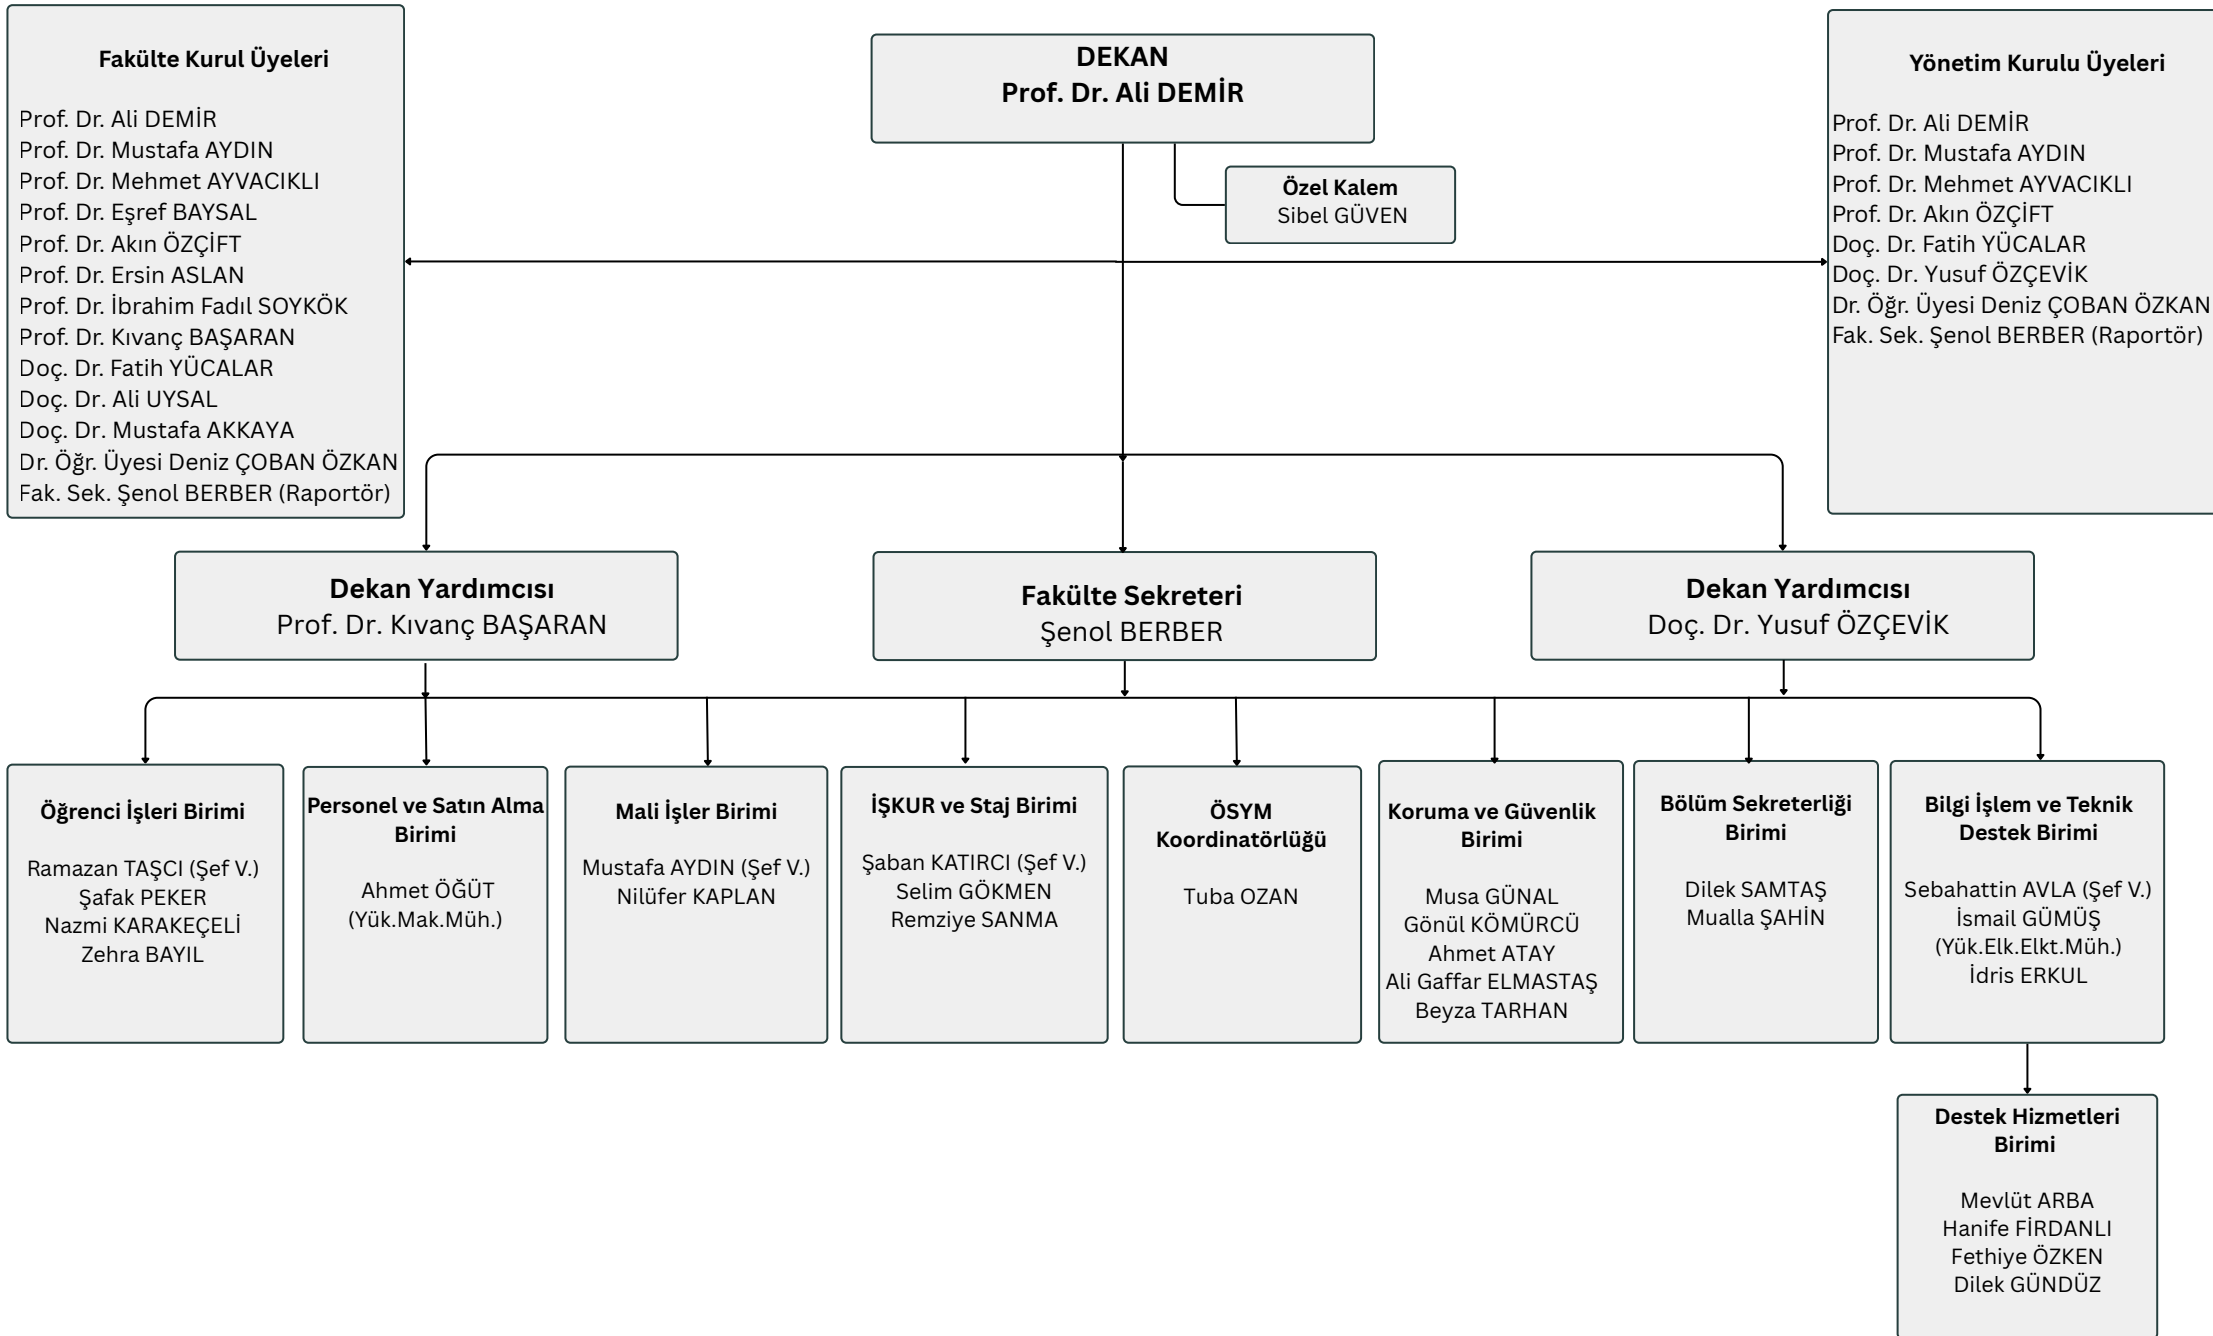 Fakülte Kurul Üyeleri
Prof. Dr. Ali DEMİR
Prof. Dr. Mustafa AYDIN
Prof. Dr. Mehmet AYVACIKLI
Prof. Dr. Eşref BAYSAL
Prof. Dr. Akın ÖZÇİFT
Prof. Dr. Ersin ASLAN
Prof. Dr. İbrahim Fadıl SOYKÖK
Prof. Dr. Kıvanç BAŞARAN
Doç. Dr. Fatih YÜCALAR
Doç. Dr. Ali UYSAL
Doç. Dr. Mustafa AKKAYA
Dr. Öğr. Üyesi Deniz ÇOBAN ÖZKAN
Fak. Sek. Şenol BERBER (Raportör)
DEKAN
Prof. Dr. Ali DEMİR
Özel Kalem
Sibel GÜVEN
Yönetim Kurulu Üyeleri
Prof. Dr. Ali DEMİR
Prof. Dr. Mustafa AYDIN
Prof. Dr. Mehmet AYVACIKLI
Prof. Dr. Akın ÖZÇİFT
Doç. Dr. Fatih YÜCALAR
Doç. Dr. Yusuf ÖZÇEVİK
Dr. Öğr. Üyesi Deniz ÇOBAN ÖZKAN
Fak. Sek. Şenol BERBER (Raportör)
Dekan Yardımcısı
Prof. Dr. Kıvanç BAŞARAN
Fakülte Sekreteri
Şenol BERBER
Dekan Yardımcısı
Doç. Dr. Yusuf ÖZÇEVİK
Öğrenci İşleri Birimi
Ramazan TAŞCI (Şef V.)
Şafak PEKER
Nazmi KARAKEÇELİ
Zehra BAYIL
Personel ve Satın Alma
Birimi
Ahmet ÖĞÜT
(Yük.Mak.Müh.)
Mali İşler Birimi
Mustafa AYDIN (Şef V.)
Nilüfer KAPLAN
İŞKUR ve Staj Birimi
Şaban KATIRCI (Şef V.)
Selim GÖKMEN
Remziye SANMA
ÖSYM
Koordinatörlüğü
Tuba OZAN
Koruma ve Güvenlik
Birimi
Musa GÜNAL
Gönül KÖMÜRCÜ
Ahmet ATAY
Ali Gaffar ELMASTAŞ
Beyza TARHAN
Bölüm Sekreterliği
Birimi
Dilek SAMTAŞ
Mualla ŞAHİN
Bilgi İşlem ve Teknik
Destek Birimi
Sebahattin AVLA (Şef V.)
İsmail GÜMÜŞ
(Yük.Elk.Elkt.Müh.)
İdris ERKUL
Destek Hizmetleri
Birimi
Mevlüt ARBA
Hanife FİRDANLI
Fethiye ÖZKEN
Dilek GÜNDÜZ